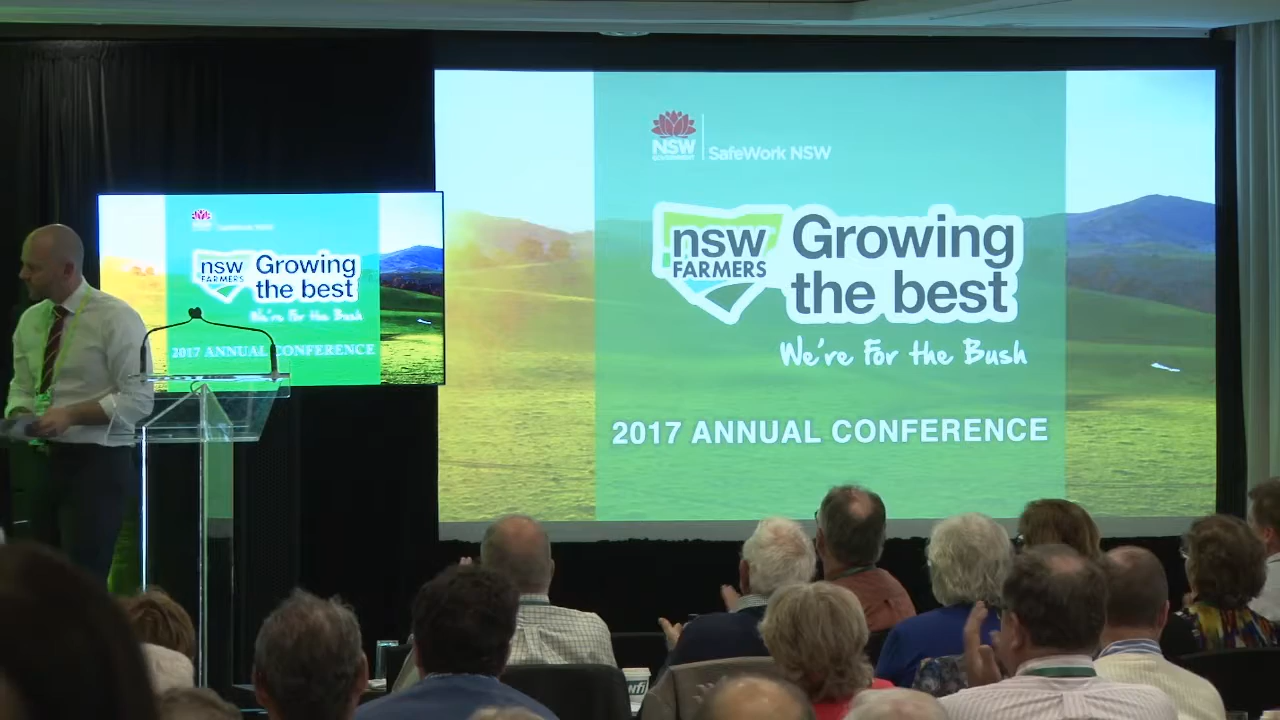 NSW
GOVERNMENT
SafeWork NSW
nsw
FARMERS
Growing
the best
We're For the Bush
2017 ANNUAL CONFERENCE
nsw
FARMERS
Growing
the best
We're For the Bush
2017 ANNUAL CONFERENCE